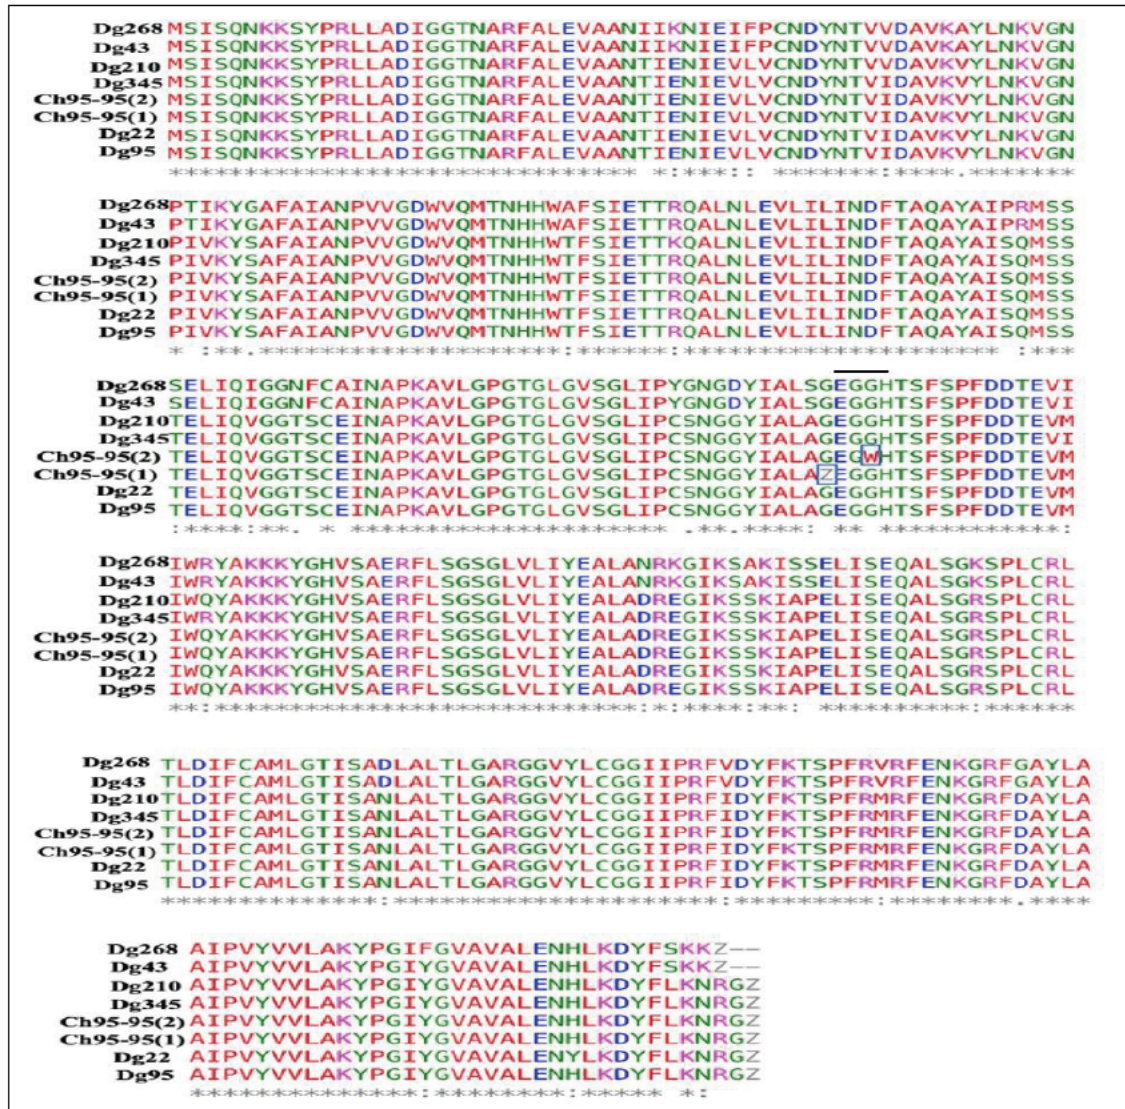 Dg268 MSISQNKKSYPRLLADIGGTNARFALEVAANIIKNIEIFPCNDYNTVVDAVKAYLNKVGN
Dg43 MSISQNKKSYPRLLADIGGTNARFALEVAANIIKNIEIFPCNDYNTVVDAVKAYLNKVGN
Dg210 MSISQNKKSYPRLLADIGGTNARFALEVAANTIENIEVLVCNDYNTVVDAVKVYLNKVGN
Dg345 MSISQNKKSYPRLLADIGGTNARFALEVAANTIENIEVLVCNDYNTVIDAVKVYLNKVGN
Ch95-95(2) MSISQNKKSYPRLLADIGGTNARFALEVAANTIENIEVLVCNDYNTVIDAVKVYLNKVGN
Ch95-95(1) MSISQNKKSYPRLLADIGGTNARFALEVAANTIENIEVLVCNDYNTVIDAVKVYLNKVGN
Dg22 MSISQNKKSYPRLLADIGGTNARFALEVAANTIENIEVLVCNDYNTVIDAVKVYLNKVGN
Dg95 MSISQNKKSYPRLLADIGGTNARFALEVAANTIENIEVLVCNDYNTVIDAVKVYLNKVGN
******************************* *:***:: *******:****.*******
Dg268 PTIKYGAFAIANPVVGDWVQMTNHHWAFSIETTRQALNLEVLILINDFTAQAYAIPRMSS
Dg43 PTIKYGAFAIANPVVGDWVQMTNHHWAFSIETTRQALNLEVLILINDFTAQAYAIPRMSS
Dg210 PIVKYSAFAIANPVVGDWVQMTNHHWTFSIETTKQALNLEVLILINDFTAQAYAISQMSS
Dg345 PIVKYSAFAIANPVVGDWVQMTNHHWTFSIETTRQALNLEVLILINDFTAQAYAISQMSS
Ch95-95(2) PIVKYSAFAIANPVVGDWVQMTNHHWTFSIETTRQALNLEVLILINDFTAQAYAISQMSS
Ch95-95(1) PIVKYSAFAIANPVVGDWVQMTNHHWTFSIETTRQALNLEVLILINDFTAQAYAISQMSS
Dg22 PIVKYSAFAIANPVVGDWVQMTNHHWTFSIETTRQALNLEVLILINDFTAQAYAISQMSS
Dg95 PIVKYSAFAIANPVVGDWVQMTNHHWTFSIETTRQALNLEVLILINDFTAQAYAISQMSS
* :**.********************:******:********************* :***
Dg268 SELIQIGGNFCAINAPKAVLGPGTGLGVSGLIPYGNGDYIALSGEGGHTSFSPFDDTEVI
Dg43 SELIQIGGNFCAINAPKAVLGPGTGLGVSGLIPYGNGDYIALSGEGGHTSFSPFDDTEVI
Dg210 TELIQVGGTSCEINAPKAVLGPGTGLGVSGLIPCSNGGYIALAGEGGHTSFSPFDDTEVM
Dg345 TELIQVGGTSCEINAPKAVLGPGTGLGVSGLIPCSNGGYIALAGEGGHTSFSPFDDTEVI
Ch95-95(2) TELIQVGGTSCEINAPKAVLGPGTGLGVSGLIPCSNGGYIALAGEGWHTSFSPFDDTEVM
Ch95-95(1) TELIQVGGTSCEINAPKAVLGPGTGLGVSGLIPCSNGGYIALAZEGGHTSFSPFDDTEVM
Dg22 TELIQVGGTSCEINAPKAVLGPGTGLGVSGLIPCSNGGYIALAGEGGHTSFSPFDDTEVM
Dg95 TELIQVGGTSCEINAPKAVLGPGTGLGVSGLIPCSNGGYIALAGEGGHTSFSPFDDTEVM
:****:**. * ********************* .**.****. ** ************:
Dg268 IWRYAKKKYGHVSAERFLSGSGLVLIYEALANRKGIKSAKISSELISEQALSGKSPLCRL
Dg43 IWRYAKKKYGHVSAERFLSGSGLVLIYEALANRKGIKSAKISSELISEQALSGKSPLCRL
Dg210 IWQYAKKKYGHVSAERFLSGSGLVLIYEALADREGIKSSKIAPELISEQALSGRSPLCRL
Dg345 IWRYAKKKYGHVSAERFLSGSGLVLIYEALADREGIKSSKIAPELISEQALSGRSPLCRL
Ch95-95(2) IWQYAKKKYGHVSAERFLSGSGLVLIYEALADREGIKSSKIAPELISEQALSGRSPLCRL
Ch95-95(1) IWQYAKKKYGHVSAERFLSGSGLVLIYEALADREGIKSSKIAPELISEQALSGRSPLCRL
Dg22 IWQYAKKKYGHVSAERFLSGSGLVLIYEALADREGIKSSKIAPELISEQALSGRSPLCRL
Dg95 IWQYAKKKYGHVSAERFLSGSGLVLIYEALADREGIKSSKIAPELISEQALSGRSPLCRL
**:****************************:*:****:**: **********:******
Dg268 TLDIFCAMLGTISADLALTLGARGGVYLCGGIIPRFVDYFKTSPFRVRFENKGRFGAYLA
Dg43 TLDIFCAMLGTISADLALTLGARGGVYLCGGIIPRFVDYFKTSPFRVRFENKGRFGAYLA
Dg210 TLDIFCAMLGTISANLALTLGARGGVYLCGGIIPRFIDYFKTSPFRMRFENKGRFDAYLA
Dg345 TLDIFCAMLGTISANLALTLGARGGVYLCGGIIPRFIDYFKTSPFRMRFENKGRFDAYLA
Ch95-95(2) TLDIFCAMLGTISANLALTLGARGGVYLCGGIIPRFIDYFKTSPFRMRFENKGRFDAYLA
Ch95-95(1) TLDIFCAMLGTISANLALTLGARGGVYLCGGIIPRFIDYFKTSPFRMRFENKGRFDAYLA
Dg22 TLDIFCAMLGTISANLALTLGARGGVYLCGGIIPRFIDYFKTSPFRMRFENKGRFDAYLA
Dg95 TLDIFCAMLGTISANLALTLGARGGVYLCGGIIPRFIDYFKTSPFRMRFENKGRFDAYLA
**************:*********************:*********:********.****
Dg268 AIPVYVVLAKYPGIFGVAVALENHLKDYFSKKZ--
Dg43 AIPVYVVLAKYPGIYGVAVALENHLKDYFSKKZ--
Dg210 AIPVYVVLAKYPGIYGVAVALENHLKDYFLKNRGZ
Dg345 AIPVYVVLAKYPGIYGVAVALENHLKDYFLKNRGZ
Ch95-95(2) AIPVYVVLAKYPGIYGVAVALENHLKDYFLKNRGZ
Ch95-95(1) AIPVYVVLAKYPGIYGVAVALENHLKDYFLKNRGZ
Dg22 AIPVYVVLAKYPGIYGVAVALENYLKDYFLKNRGZ
Dg95 AIPVYVVLAKYPGIYGVAVALENHLKDYFLKNRGZ
**************:********:***** *: